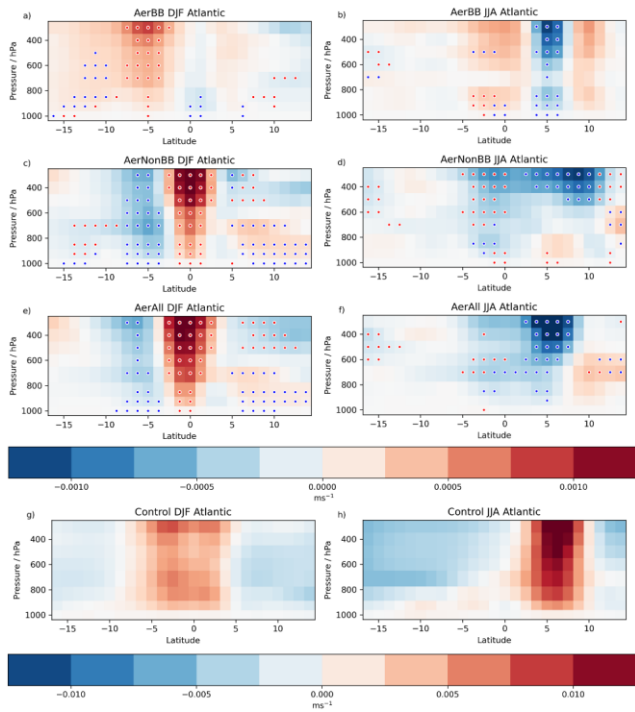 a) AerBB DJF Atlantic
Pressure / hPa
400
600
800
1000
−15 −10 −5 0 5 10
Latitude
b) AerBB JJA Atlantic
Pressure / hPa
400
600
800
1000
−15 −10 −5 0 5 10
Latitude
c) AerNonBB DJF Atlantic
Pressure / hPa
400
600
800
1000
−15 −10 −5 0 5 10
Latitude
d) AerNonBB JJA Atlantic
Pressure / hPa
400
600
800
1000
−15 −10 −5 0 5 10
Latitude
e) AerAll DJF Atlantic
Pressure / hPa
400
600
800
1000
−15 −10 −5 0 5 10
Latitude
f) AerAll JJA Atlantic
Pressure / hPa
400
600
800
1000
−15 −10 −5 0 5 10
Latitude
−0.0010 −0.0005 0.0000 0.0005 0.0010
ms⁻¹
g) Control DJF Atlantic
Pressure / hPa
400
600
800
1000
−15 −10 −5 0 5 10
Latitude
h) Control JJA Atlantic
Pressure / hPa
400
600
800
1000
−15 −10 −5 0 5 10
Latitude
−0.010 −0.005 0.000 0.005 0.010
ms⁻¹